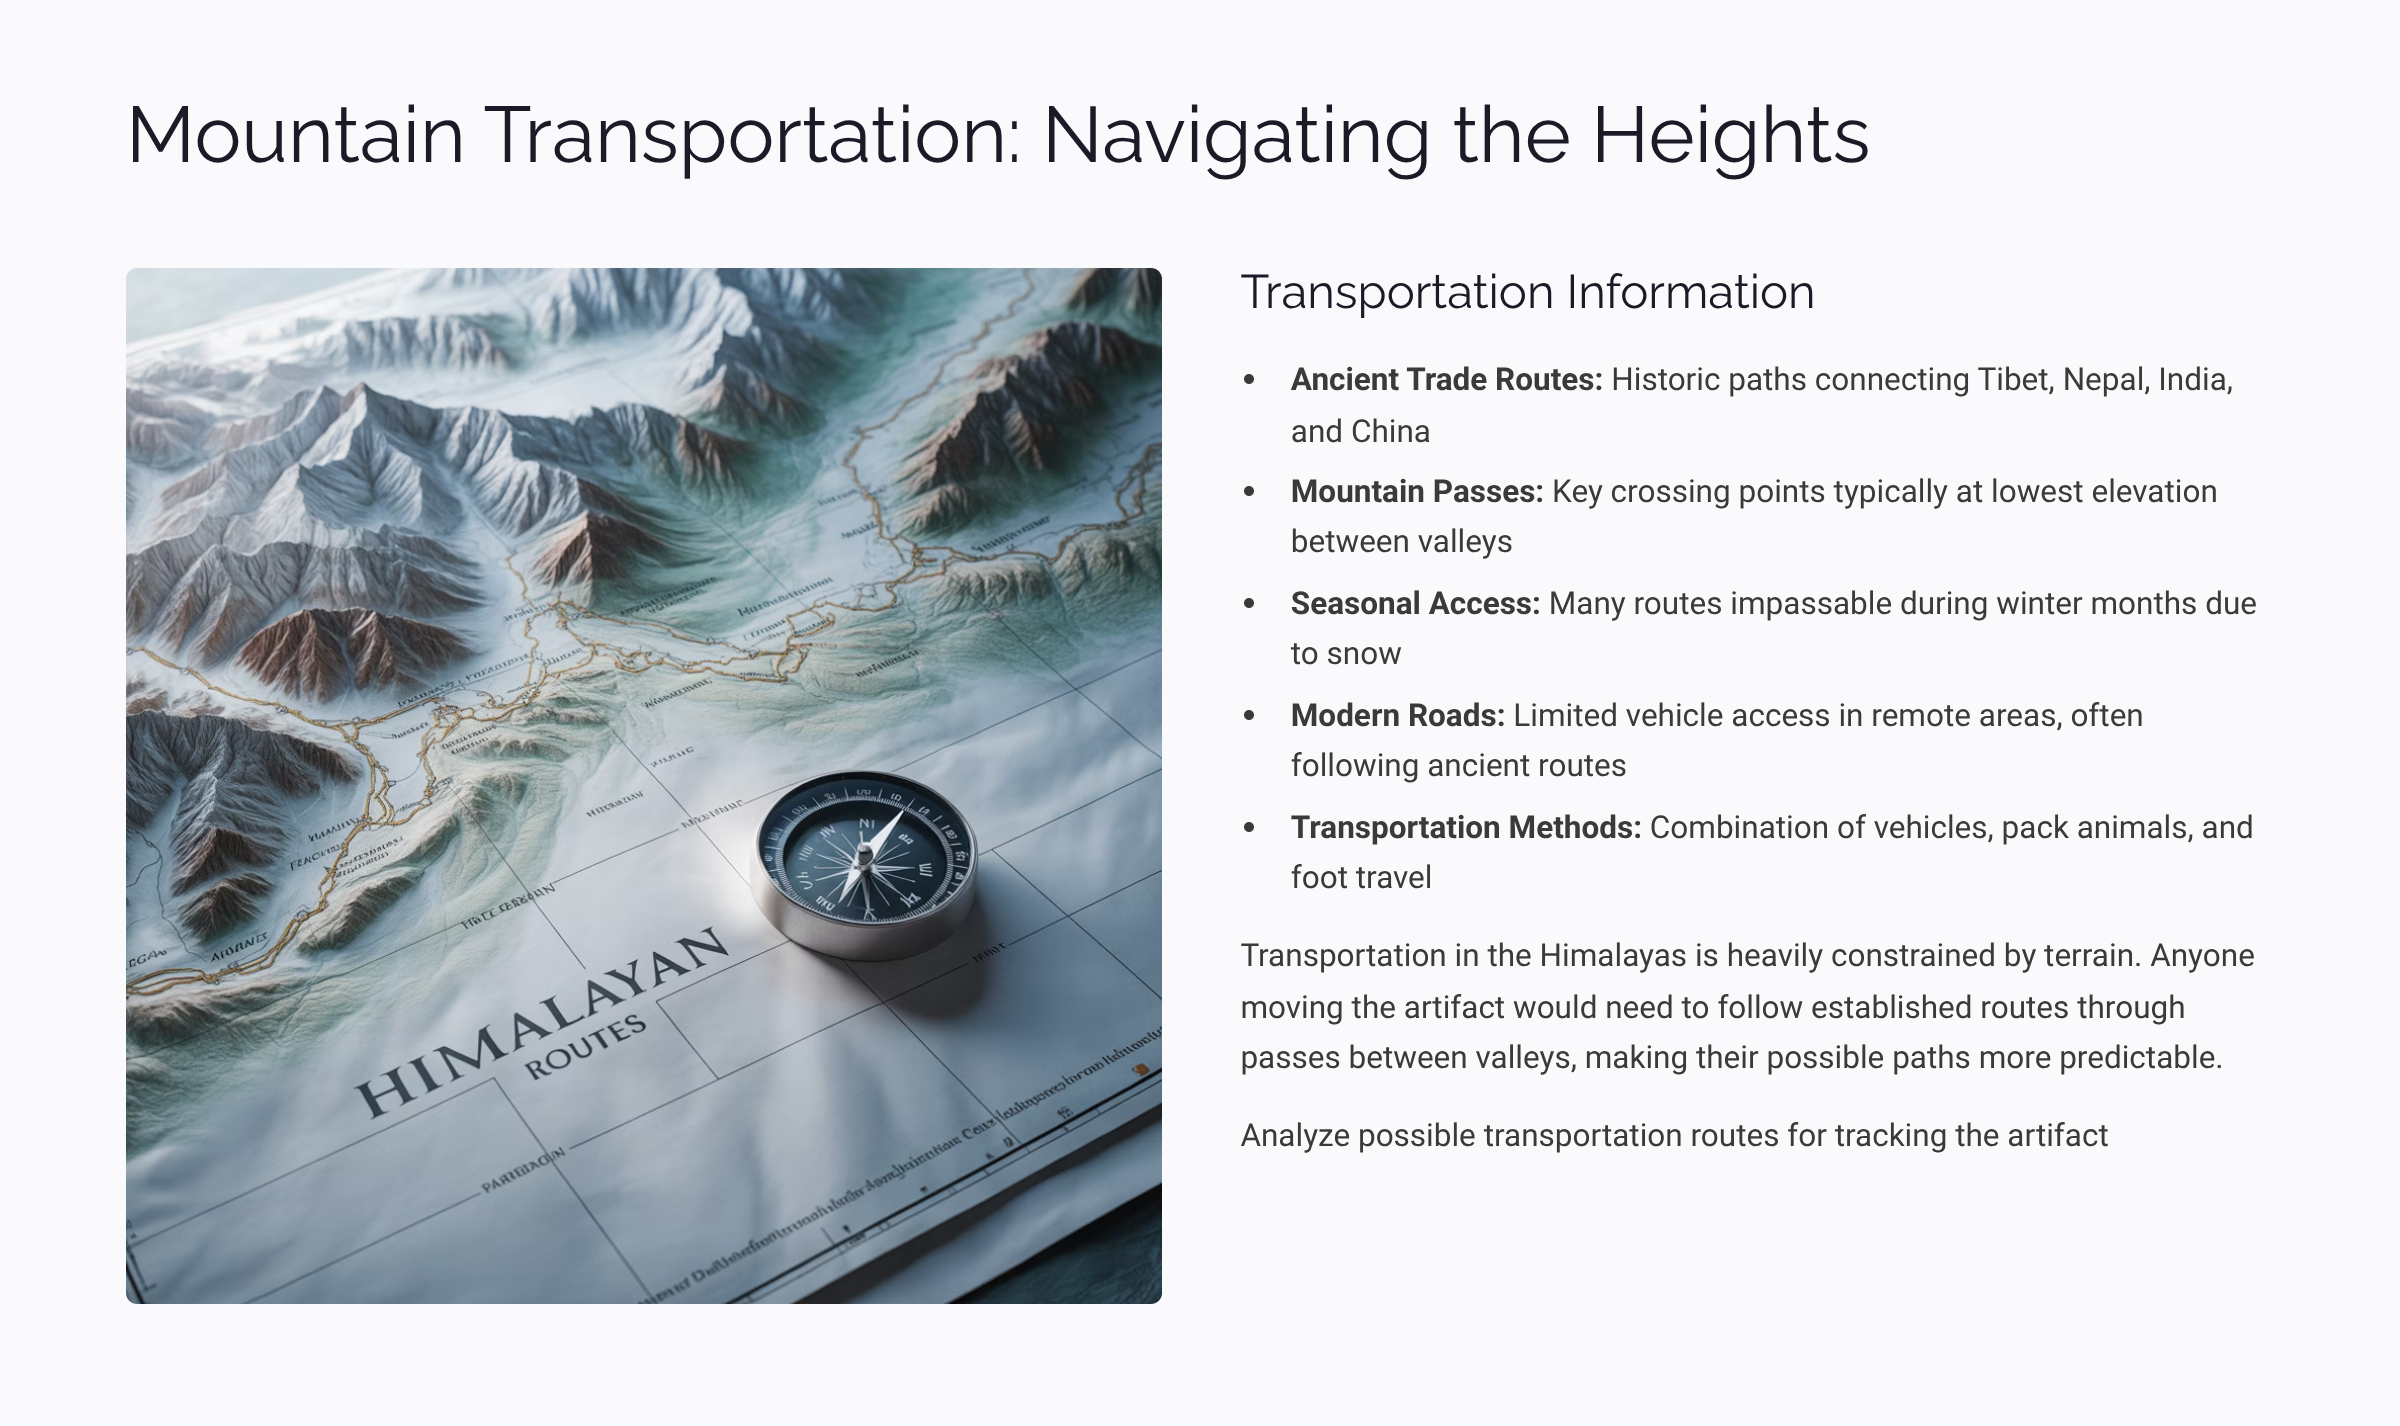 Mountain Transportation: Navigating the Heights
HIMALAYAN
ROUTES
Transportation Information
• Ancient Trade Routes: Historic paths connecting Tibet, Nepal, India,
and China
• Mountain Passes: Key crossing points typically at lowest elevation
between valleys
• Seasonal Access: Many routes impassable during winter months due
to snow
• Modern Roads: Limited vehicle access in remote areas, often
following ancient routes
• Transportation Methods: Combination of vehicles, pack animals, and
foot travel
Transportation in the Himalayas is heavily constrained by terrain. Anyone
moving the artifact would need to follow established routes through
passes between valleys, making their possible paths more predictable.
Analyze possible transportation routes for tracking the artifact